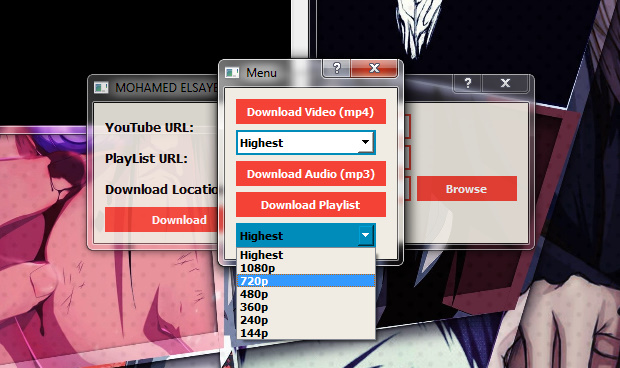 Menu
MOHAMED ELSAYE
Download Video (mp4)
YouTube URL:
Highest
PlayList URL:
Download Audio (mp3)
Download Locatio
Browse
Download Playlist
Download
Highest
Highest
1080p
720p
480p
360p
240p
144p